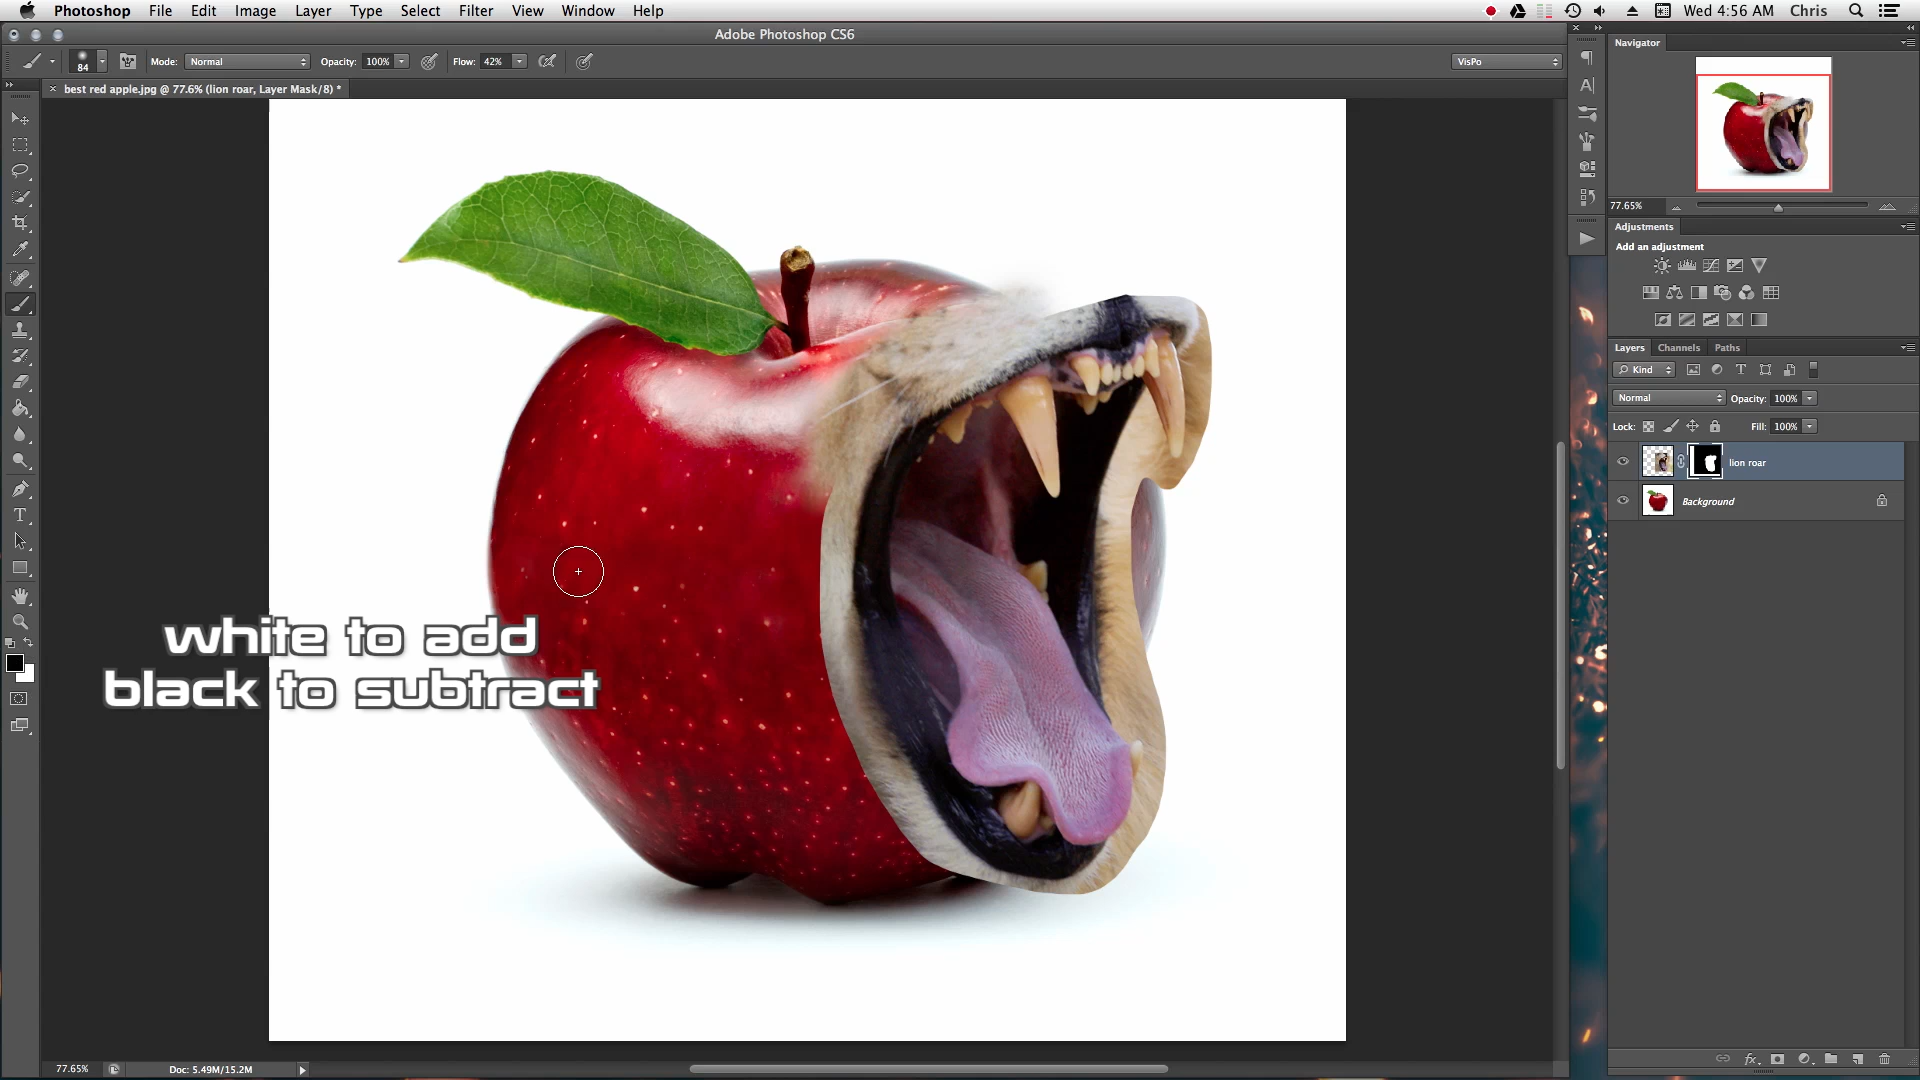 Photoshop File Edit Image Layer Type Select Filter View Window Help Wed 4:56 AM Chris
Adobe Photoshop CS6
84 Mode: Normal Opacity: 100% Flow: 42% VisPo
best red apple.jpg @ 77.6% (lion roar, Layer Mask/8) *
Navigator
77.65%
Adjustments
Add an adjustment
Layers Channels Paths
Kind
Normal Opacity: 100%
Lock: Fill: 100%
lion roar
Background
white to add
black to subtract
77.65% Doc: 5.49M/15.2M